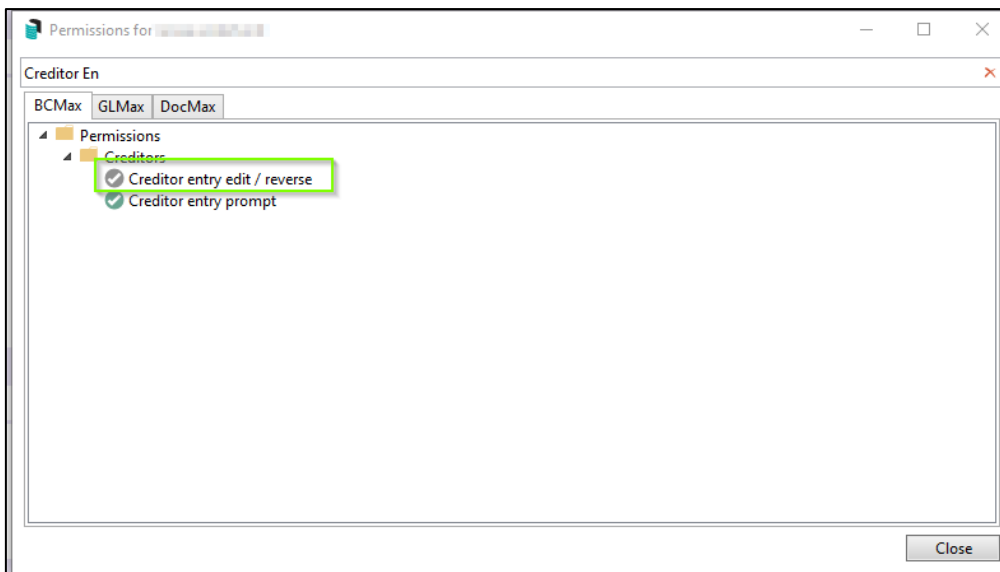 Permissions for
Creditor En
BCMax GLMax DocMax
Permissions
Creditors
Creditor entry edit / reverse
Creditor entry prompt
Close